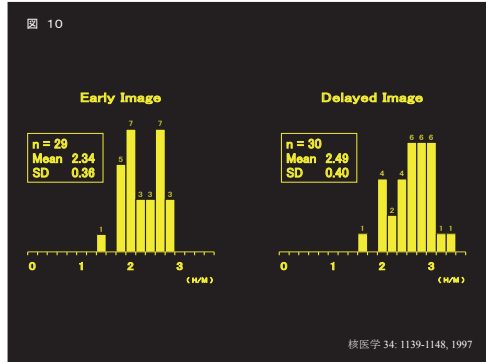 図 10
Early Image
n = 29
Mean 2.34
SD 0.36
1 5 7 3 3 7 3
0 1 2 3
(H/M)
Delayed Image
n = 30
Mean 2.49
SD 0.40
1 4 2 4 6 6 6 1 1
0 1 2 3
(H/M)
核医学 34: 1139-1148, 1997